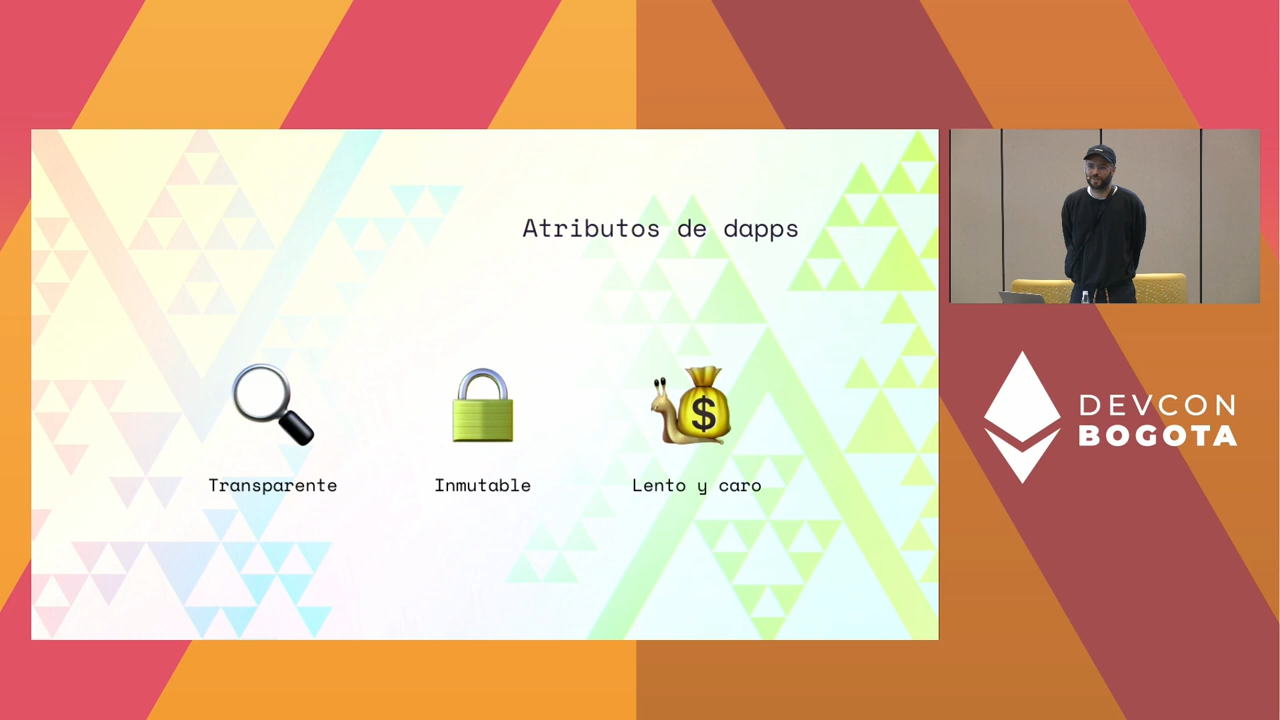 Atributos de dapps
Transparente
Inmutable
Lento y caro
DEVCON
BOGOTA